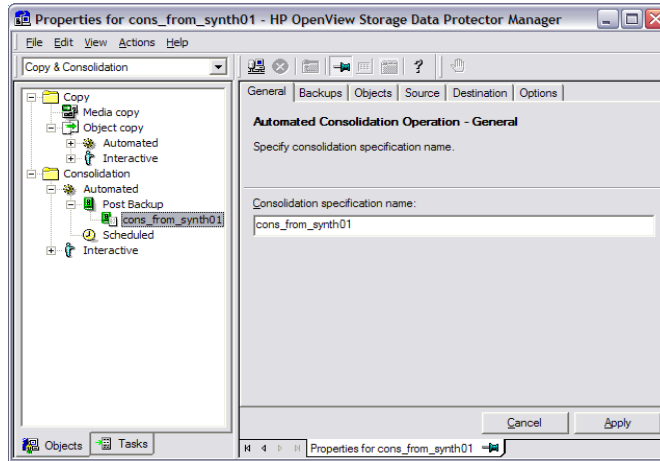 Properties for cons_from_synth01 - HP OpenView Storage Data Protector Manager
File Edit View Actions Help
Copy & Consolidation
General Backups Objects Source Destination Options
Copy
Media copy
Object copy
Automated
Interactive
Consolidation
Automated
Post Backup
cons_from_synth01
Scheduled
Interactive
Automated Consolidation Operation - General
Specify consolidation specification name.
Consolidation specification name:
cons_from_synth01
Cancel Apply
Objects Tasks
Properties for cons_from_synth01